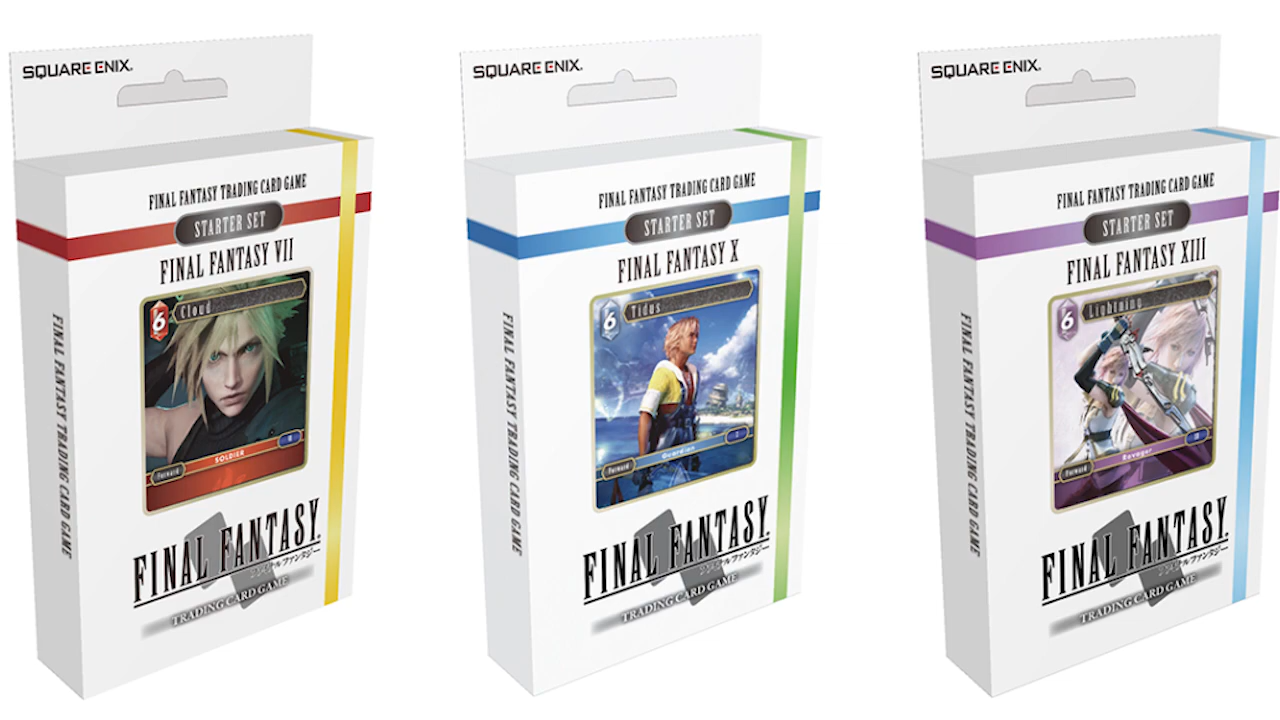 SQUARE ENIX.
FINAL FANTASY TRADING CARD GAME
STARTER SET
FINAL FANTASY VII
6
Cloud
SOLDIER
Forward
VII
FINAL FANTASY.
ファイナルファンタジー
TRADING CARD GAME
FINAL FANTASY TRADING CARD GAME
SQUARE ENIX.
FINAL FANTASY TRADING CARD GAME
STARTER SET
FINAL FANTASY X
6
Tidus
Guardian
Forward
FINAL FANTASY.
ファイナルファンタジー
TRADING CARD GAME
FINAL FANTASY TRADING CARD GAME
SQUARE ENIX.
FINAL FANTASY TRADING CARD GAME
STARTER SET
FINAL FANTASY XIII
6
Lightning
Ravager
Forward
FINAL FANTASY.
ファイナルファンタジー
TRADING CARD GAME
FINAL FANTASY TRADING CARD GAME